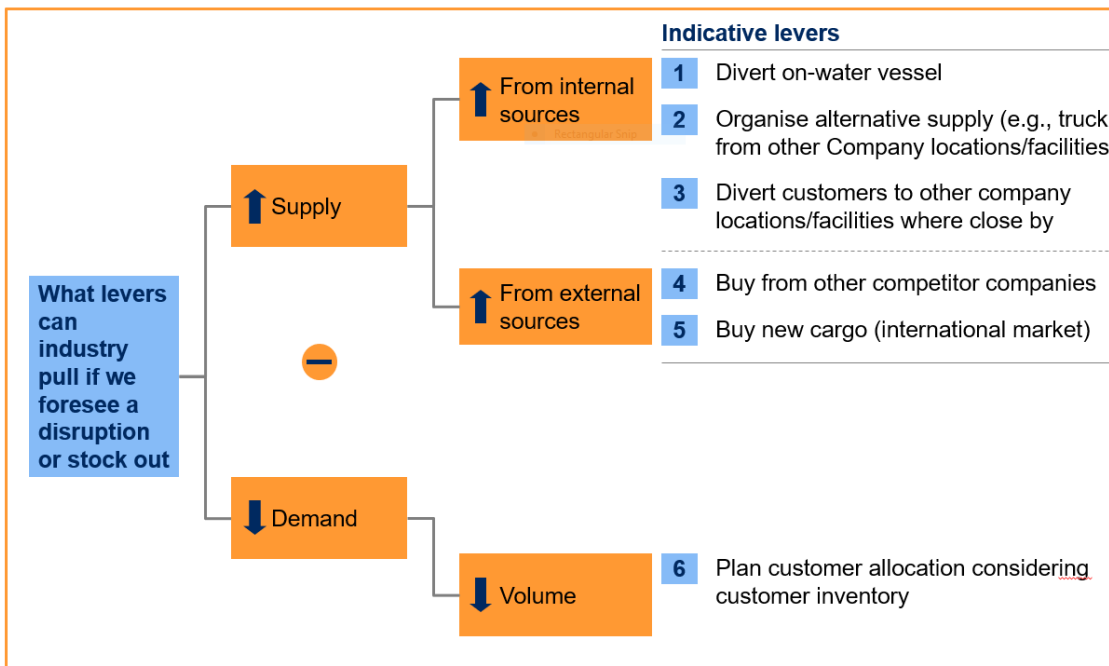 Indicative levers
From internal
sources
1 Divert on-water vessel
2 Organise alternative supply (e.g., truck
from other Company locations/facilities
3 Divert customers to other company
locations/facilities where close by
Rectangular Snip
Supply
From external
sources
4 Buy from other competitor companies
5 Buy new cargo (international market)
What levers
can
industry
pull if we
foresee a
disruption
or stock out
Demand
Volume
6 Plan customer allocation considering
customer inventory